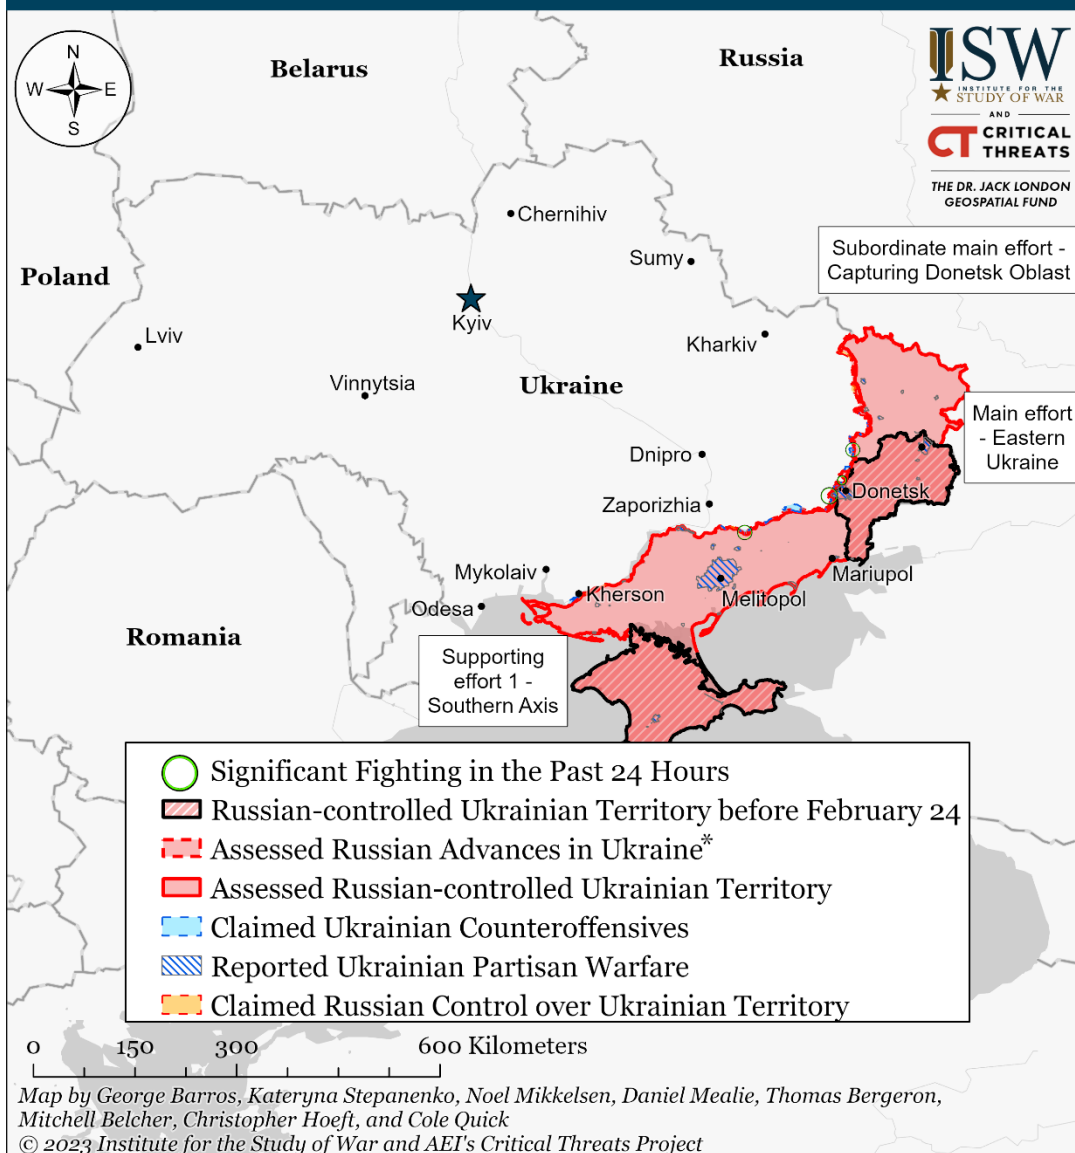 N
W
E
S
Belarus
Russia
ISW
INSTITUTE FOR THE
STUDY OF WAR
AND
CT CRITICAL
THREATS
THE DR. JACK LONDON
GEOSPATIAL FUND
Chernihiv
Sumy
Subordinate main effort -
Capturing Donetsk Oblast
Poland
Kyiv
Lviv
Kharkiv
Vinnytsia
Ukraine
Main effort
- Eastern
Ukraine
Dnipro
Donetsk
Zaporizhia
Mykolaiv
Mariupol
Kherson
Melitopol
Odesa
Romania
Supporting
effort 1 -
Southern Axis
Significant Fighting in the Past 24 Hours
Russian-controlled Ukrainian Territory before February 24
Assessed Russian Advances in Ukraine*
Assessed Russian-controlled Ukrainian Territory
Claimed Ukrainian Counteroffensives
Reported Ukrainian Partisan Warfare
Claimed Russian Control over Ukrainian Territory
0 150 300 600 Kilometers
Map by George Barros, Kateryna Stepanenko, Noel Mikkelsen, Daniel Mealie, Thomas Bergeron,
Mitchell Belcher, Christopher Hoeft, and Cole Quick
© 2023 Institute for the Study of War and AEI's Critical Threats Project